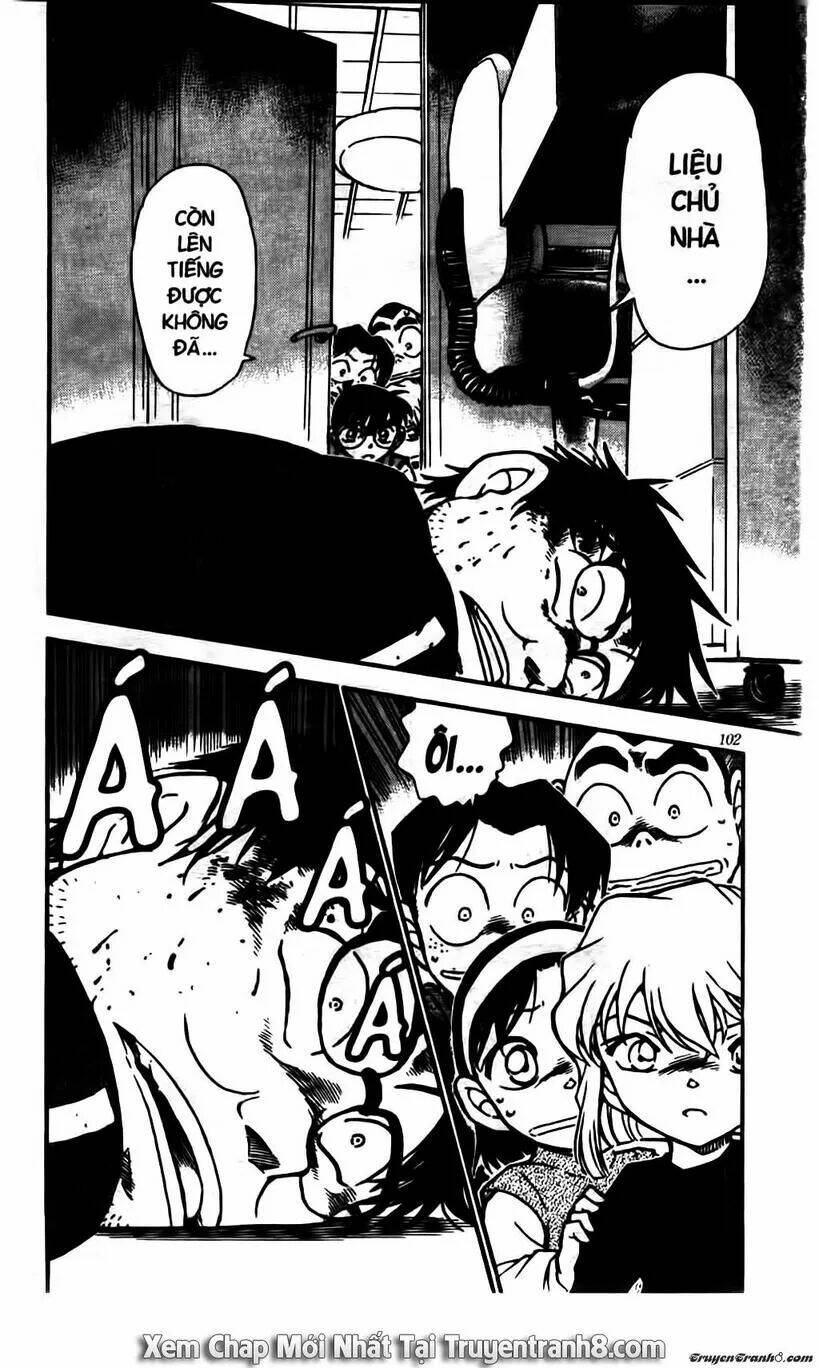 LIỆU
CHỦ
NHÀ
...
CÒN
LÊN
TIẾNG
ĐƯỢC
KHÔNG
ĐÃ...
102
ÔI...
Á
Á
Á
Á
Xem Chap Mới Nhất Tại Truyentranh8.com
TruyenTranh8.com